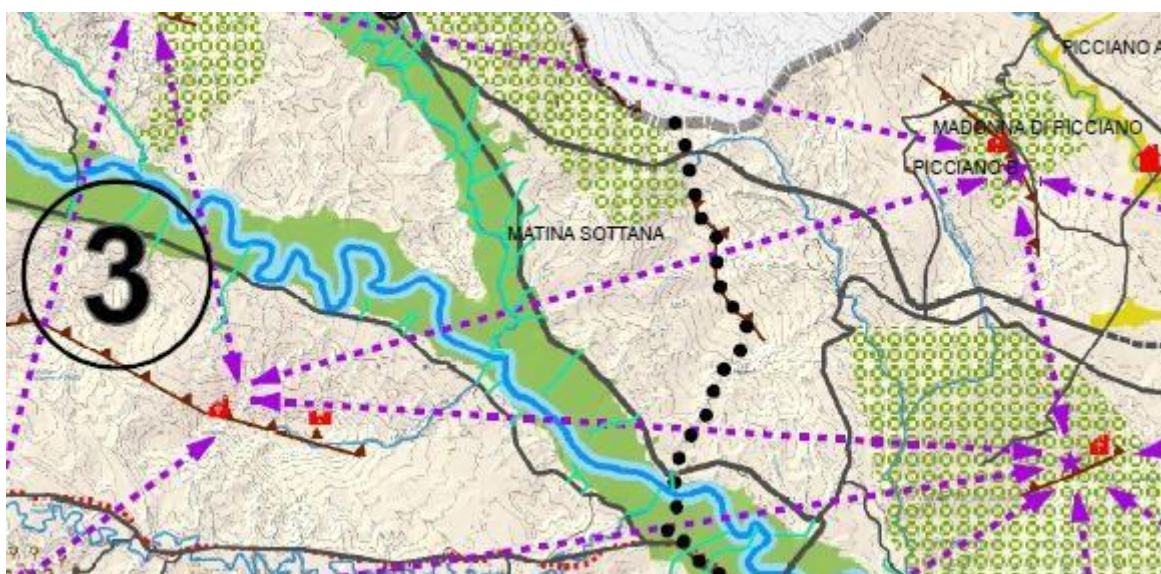 PICCIANO A
MADONNA DI PICCIANO
PICCIANO B
MATINA SOTTANA
3